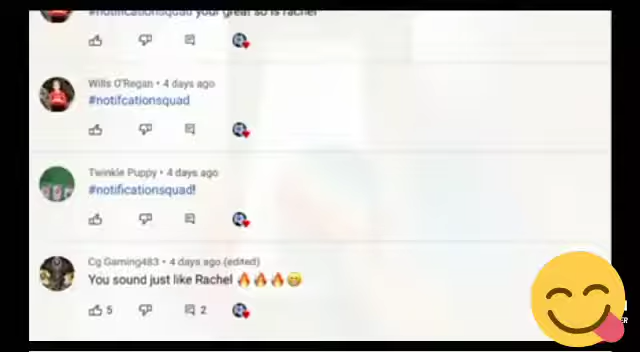 #notificationsquad your great so is rachel
Wills O'Regan • 4 days ago
#notifcationsquad
Twinkle Puppy • 4 days ago
#notificationsquad!
Cg Gaming483 • 4 days ago (edited)
You sound just like Rachel 🔥🔥🔥😁
5 2